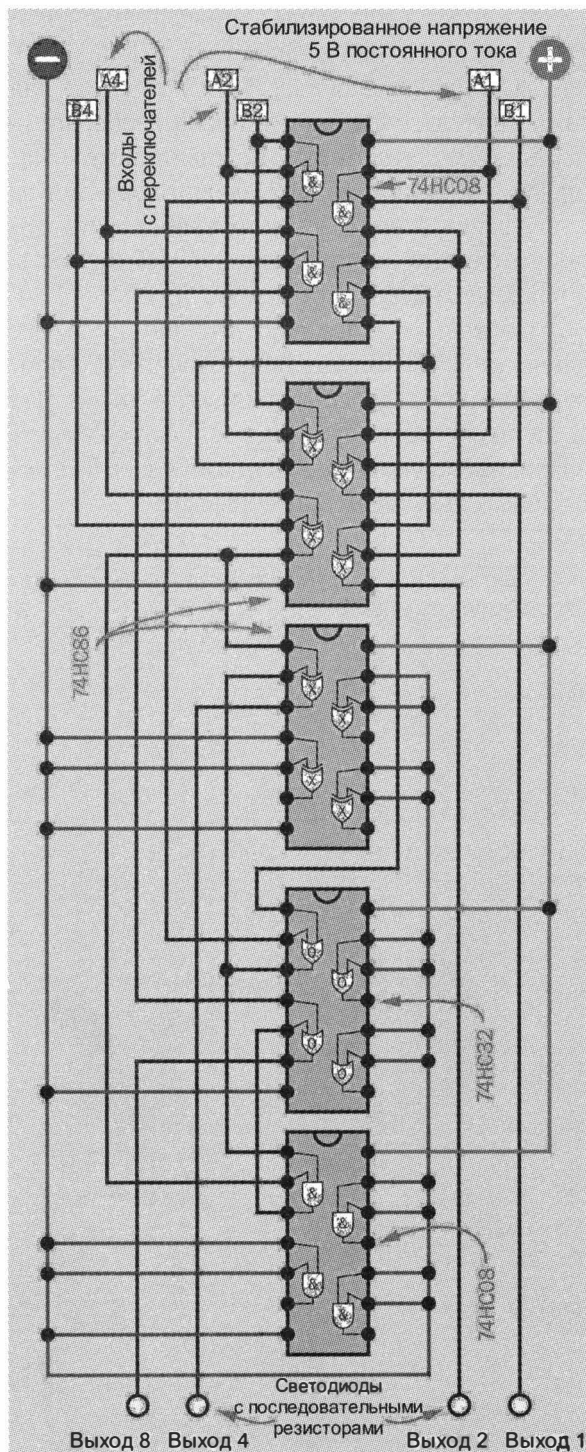 Стабилизированное напряжение
5 В постоянного тока
− +
A4 A2 A1
B4 B2 B1
Входы
с переключателей
74HC08
& & & &
X X X X
74HC86
X X X X
O O O O
74HC32
& & & &
74HC08
Светодиоды
с последовательными
резисторами
Выход 8 Выход 4 Выход 2 Выход 1